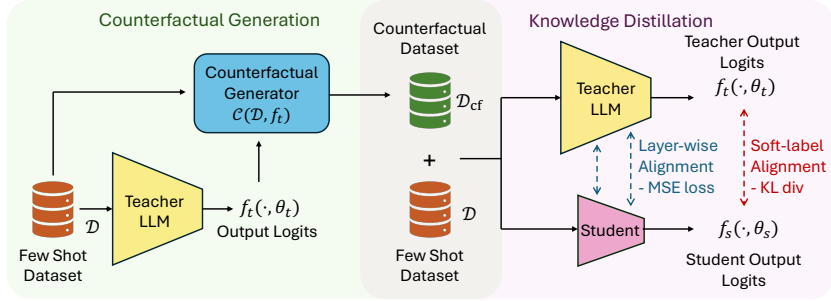 Counterfactual Generation
Counterfactual
Generator
𝒞(𝒟, f_t)
Few Shot
Dataset
𝒟
Teacher
LLM
f_t(·, θ_t)
Output Logits
Counterfactual
Dataset
𝒟_cf
+
𝒟
Few Shot
Dataset
Knowledge Distillation
Teacher
LLM
Teacher Output
Logits
f_t(·, θ_t)
Layer-wise
Alignment
- MSE loss
Soft-label
Alignment
- KL div
Student
f_s(·, θ_s)
Student Output
Logits